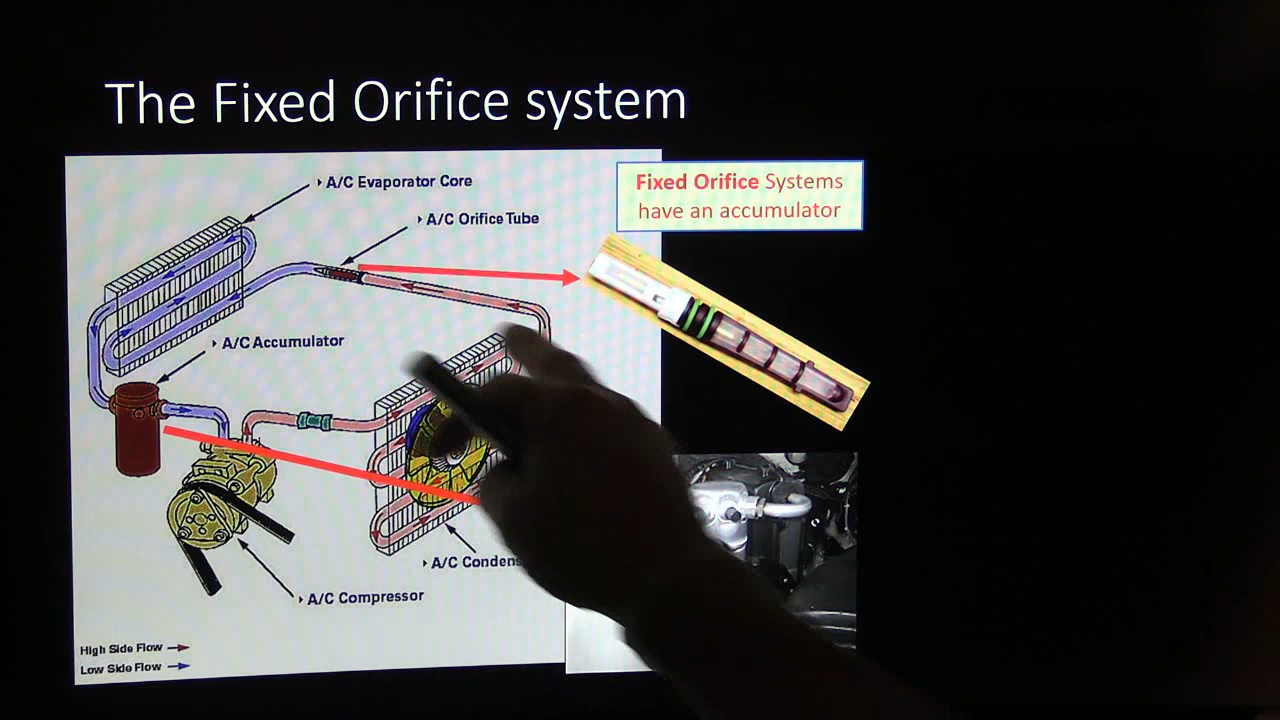 The Fixed Orifice system
A/C Evaporator Core
A/C Orifice Tube
Fixed Orifice Systems
have an accumulator
A/C Accumulator
A/C Condens
A/C Compressor
High Side Flow
Low Side Flow